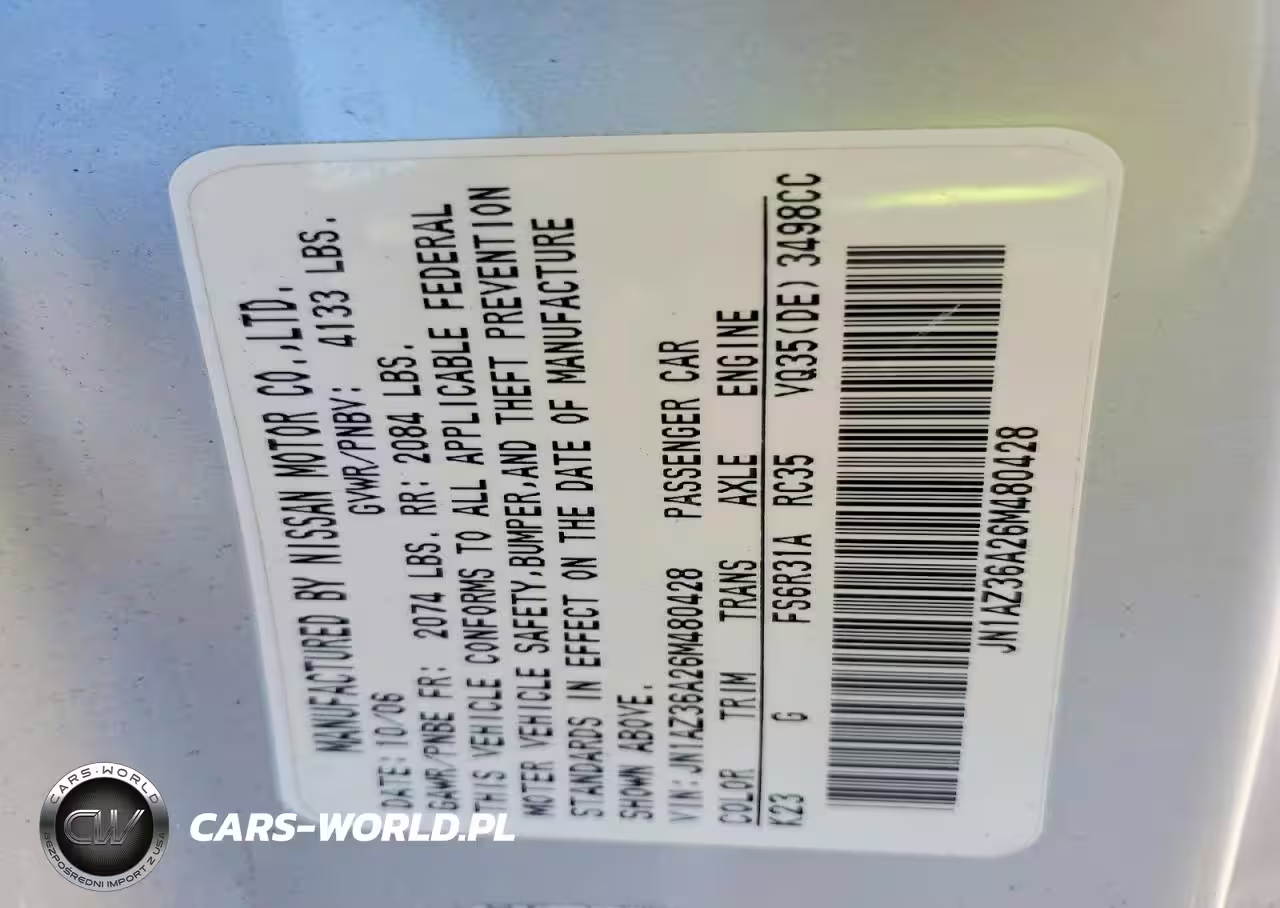 MANUFACTURED BY NISSAN MOTOR CO.,LTD.
DATE: 10/06 GVWR/PNBV: 4133 LBS.
GAWR/PNBE FR: 2074 LBS. RR: 2084 LBS.
THIS VEHICLE CONFORMS TO ALL APPLICABLE FEDERAL
MOTER VEHICLE SAFETY,BUMPER,AND THEFT PREVENTION
STANDARDS IN EFFECT ON THE DATE OF MANUFACTURE
SHOWN ABOVE.
VIN:JN1AZ36A26M480428 PASSENGER CAR
COLOR TRIM TRANS AXLE ENGINE
K23 G FS6R31A RC35 VQ35(DE) 3498CC
JN1AZ36A26M480428
CARS-WORLD
CW
BEZPOŚREDNI IMPORT Z USA
CARS-WORLD.PL